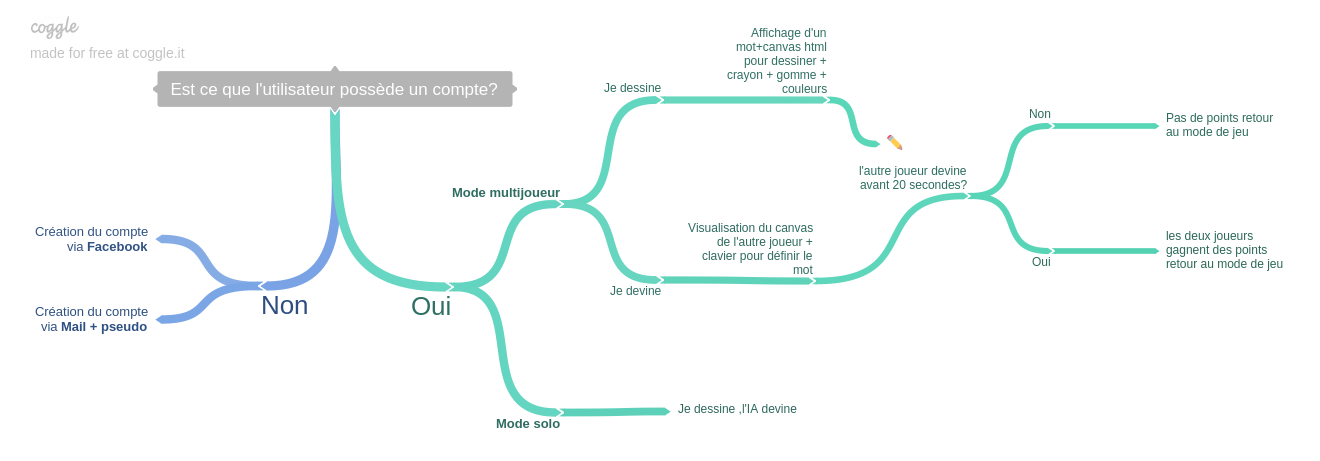 coggle
made for free at coggle.it
Est ce que l'utilisateur possède un compte?
Non
Création du compte
via Facebook
Création du compte
via Mail + pseudo
Oui
Mode multijoueur
Je dessine
Affichage d'un
mot+canvas html
pour dessiner +
crayon + gomme +
couleurs
Je devine
Visualisation du canvas
de l'autre joueur +
clavier pour définir le
mot
l'autre joueur devine
avant 20 secondes?
Non
Pas de points retour
au mode de jeu
Oui
les deux joueurs
gagnent des points
retour au mode de jeu
Mode solo
Je dessine ,l'IA devine